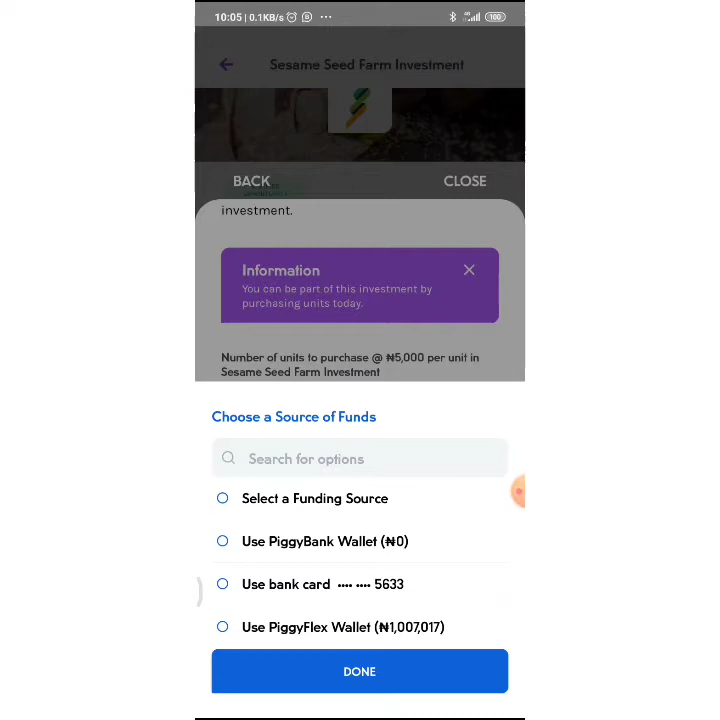 10:05 | 0.1KB/s ... 100
Sesame Seed Farm Investment
BACK CLOSE
investment.
Information
You can be part of this investment by
purchasing units today.
Number of units to purchase @ ₦5,000 per unit in
Sesame Seed Farm Investment
Choose a Source of Funds
Search for options
Select a Funding Source
Use PiggyBank Wallet (₦0)
Use bank card •••• •••• 5633
Use PiggyFlex Wallet (₦1,007,017)
DONE